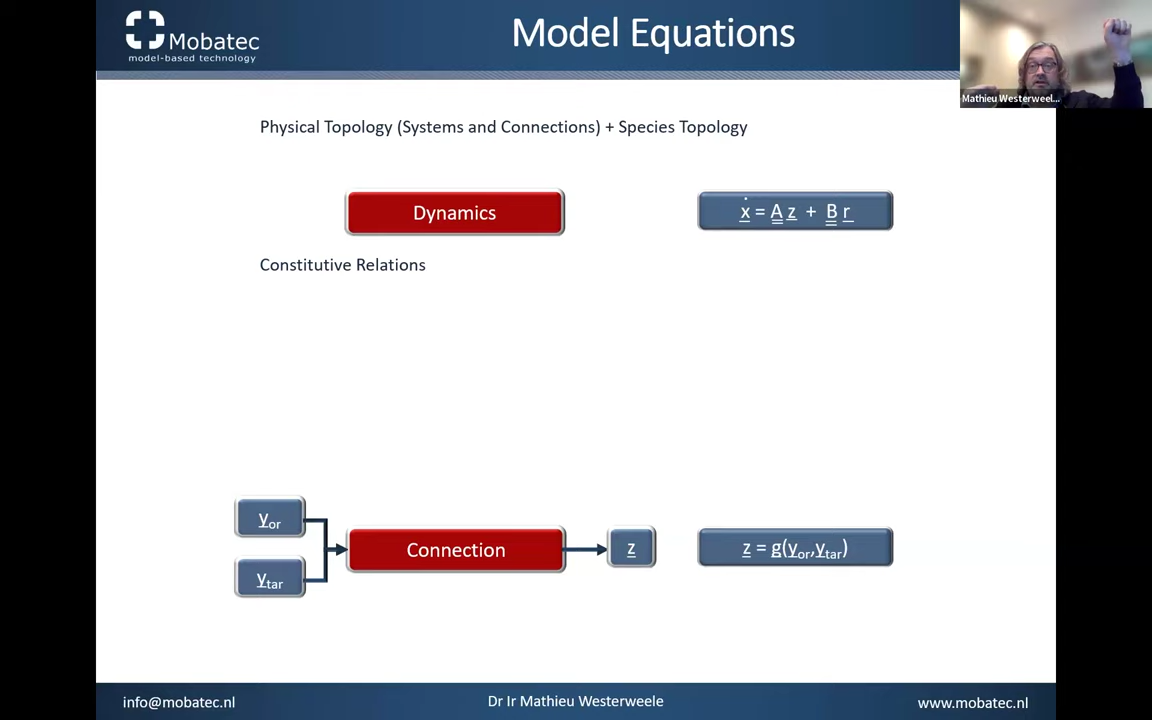 Mobatec
model-based technology
Model Equations
Mathieu Westerweel...
Physical Topology (Systems and Connections) + Species Topology
Dynamics
ẋ = A z + B r
Constitutive Relations
y_or
y_tar
Connection
z
z = g(y_or,y_tar)
info@mobatec.nl
Dr Ir Mathieu Westerweele
www.mobatec.nl